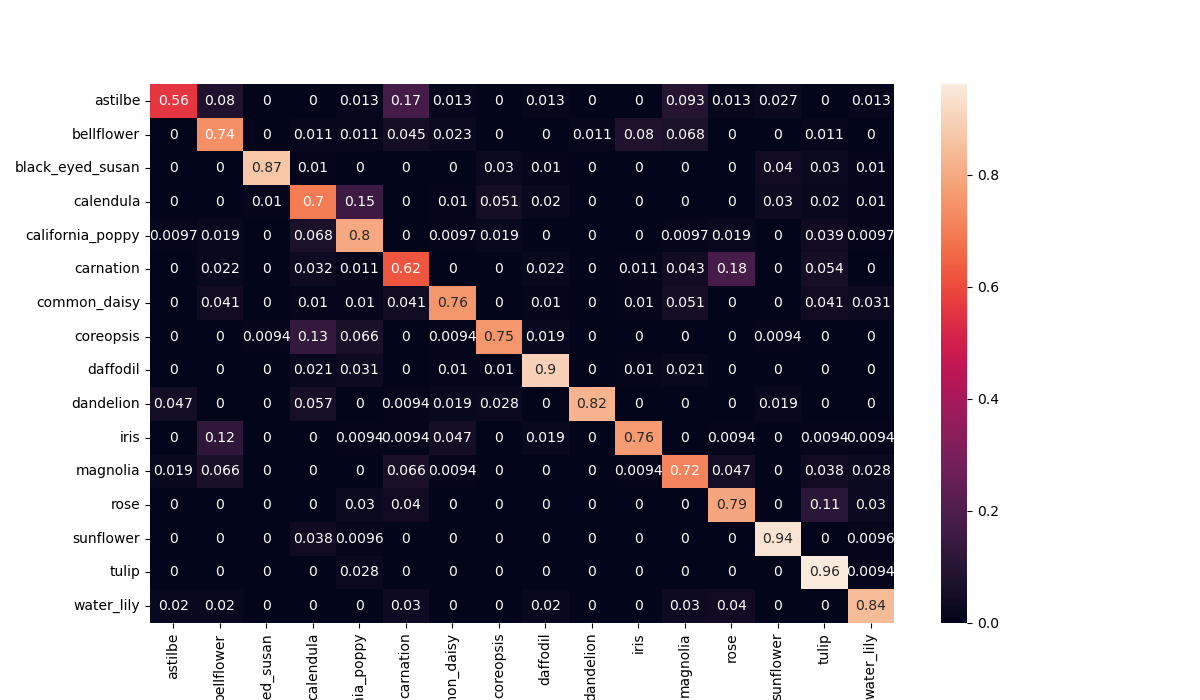 astilbe 0.56 0.08 0 0 0.013 0.17 0.013 0 0.013 0 0 0.093 0.013 0.027 0 0.013
bellflower 0 0.74 0 0.011 0.011 0.045 0.023 0 0 0.011 0.08 0.068 0 0 0.011 0
black_eyed_susan 0 0 0.87 0.01 0 0 0 0.03 0.01 0 0 0 0 0.04 0.03 0.01
calendula 0 0 0.01 0.7 0.15 0 0.01 0.051 0.02 0 0 0 0 0.03 0.02 0.01
california_poppy 0.0097 0.019 0 0.068 0.8 0 0.0097 0.019 0 0 0 0.0097 0.019 0 0.039 0.0097
carnation 0 0.022 0 0.032 0.011 0.62 0 0 0.022 0 0.011 0.043 0.18 0 0.054 0
common_daisy 0 0.041 0 0.01 0.01 0.041 0.76 0 0.01 0 0.01 0.051 0 0 0.041 0.031
coreopsis 0 0 0.0094 0.13 0.066 0 0.0094 0.75 0.019 0 0 0 0 0.0094 0 0
daffodil 0 0 0 0.021 0.031 0 0.01 0.01 0.9 0 0.01 0.021 0 0 0 0
dandelion 0.047 0 0 0.057 0 0.0094 0.019 0.028 0 0.82 0 0 0 0.019 0 0
iris 0 0.12 0 0 0.0094 0.0094 0.047 0 0.019 0 0.76 0 0.0094 0 0.0094 0.0094
magnolia 0.019 0.066 0 0 0 0.066 0.0094 0 0 0 0.0094 0.72 0.047 0 0.038 0.028
rose 0 0 0 0 0.03 0.04 0 0 0 0 0 0 0.79 0 0.11 0.03
sunflower 0 0 0 0.038 0.0096 0 0 0 0 0 0 0 0 0.94 0 0.0096
tulip 0 0 0 0 0.028 0 0 0 0 0 0 0 0 0 0.96 0.0094
water_lily 0.02 0.02 0 0 0 0.03 0 0 0.02 0 0 0.03 0.04 0 0 0.84
astilbe
bellflower
ed_susan
calendula
nia_poppy
carnation
mon_daisy
coreopsis
daffodil
dandelion
iris
magnolia
rose
sunflower
tulip
water_lily
0.8
0.6
0.4
0.2
0.0